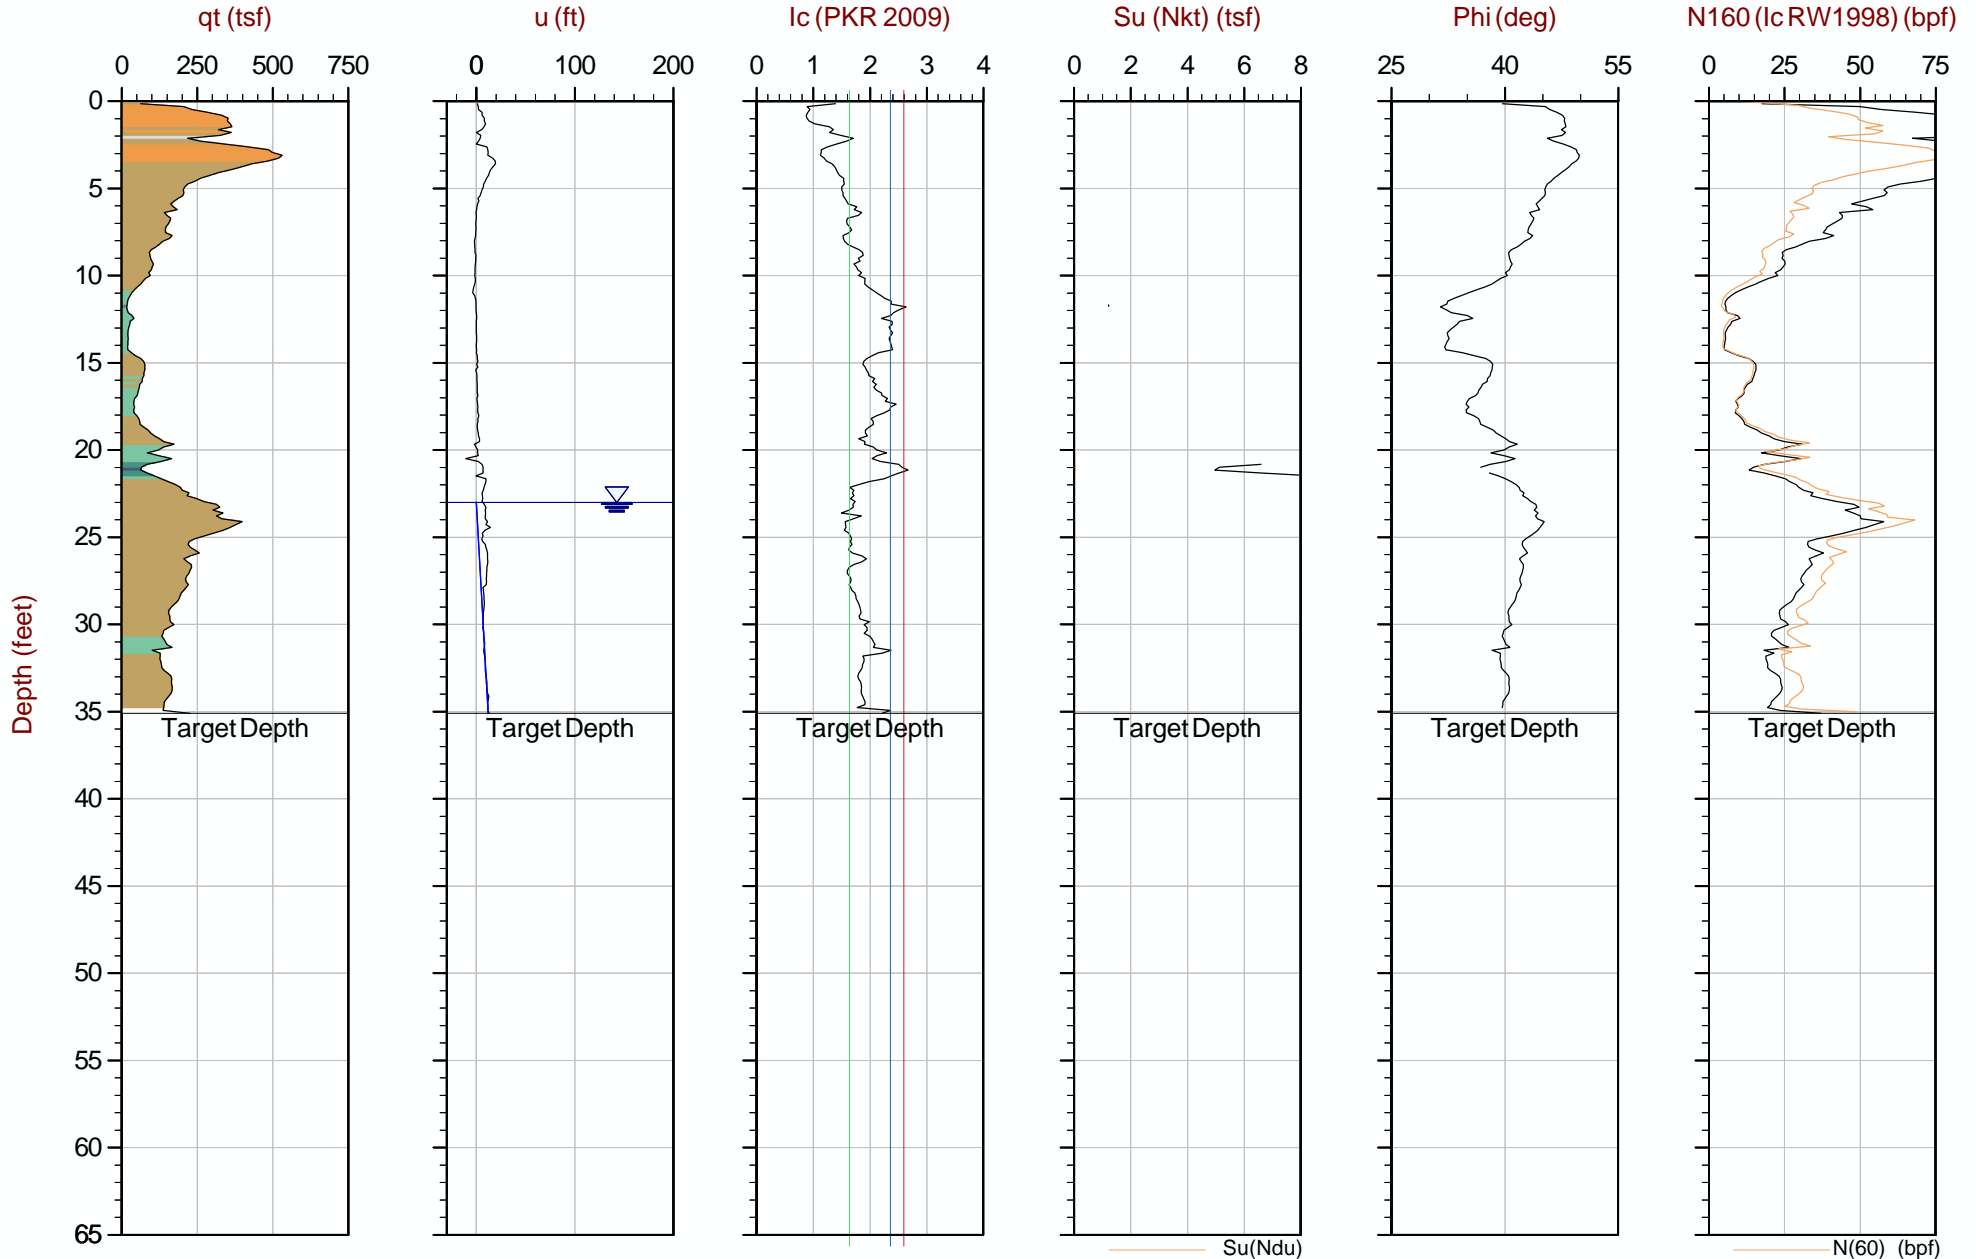 qt (tsf) u (ft) Ic (PKR 2009) Su (Nkt) (tsf) Phi (deg) N160 (Ic RW1998) (bpf)
0 250 500 750 0 100 200 0 1 2 3 4 0 2 4 6 8 25 40 55 0 25 50 75
0
5
10
15
20
25
30
35
Target Depth Target Depth Target Depth Target Depth Target Depth Target Depth
40
45
50
55
60
65
Depth (feet)
Su(Ndu) N(60) (bpf)